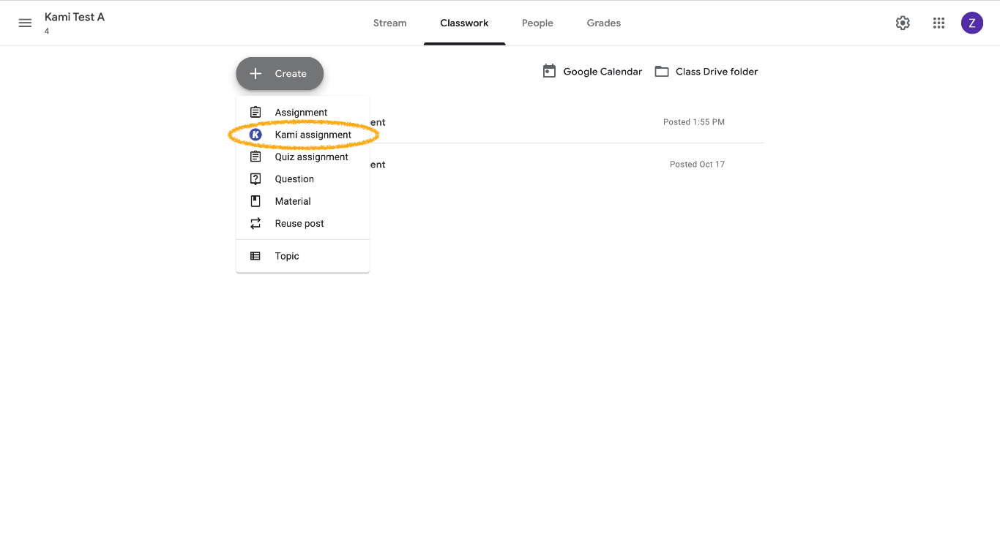 Kami Test A
4
Stream Classwork People Grades
Z
Create
Google Calendar Class Drive folder
Assignment
ent Posted 1:55 PM
K Kami assignment
Quiz assignment
ent Posted Oct 17
Question
Material
Reuse post
Topic